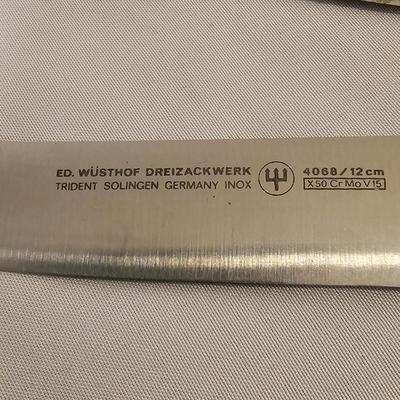 ED. WÜSTHOF DREIZACKWERK
TRIDENT SOLINGEN GERMANY INOX
4068/12cm
X50 Cr Mo V15